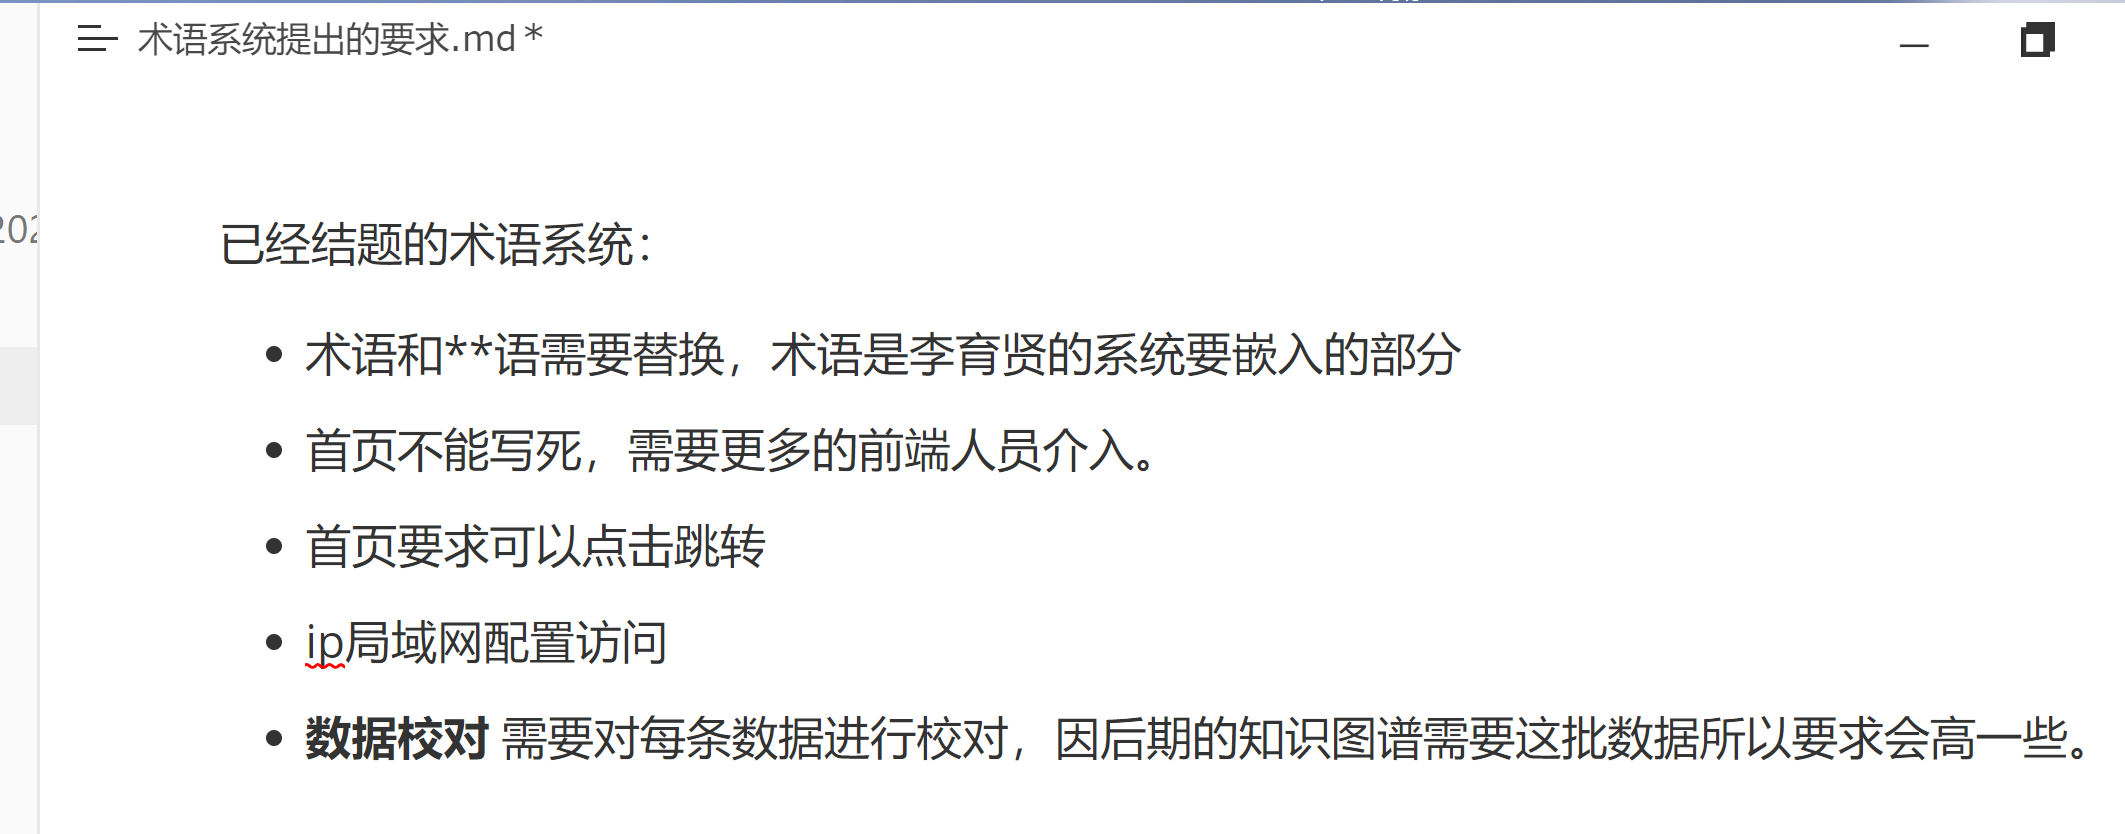 术语系统提出的要求.md*
202
已经结题的术语系统：
术语和**语需要替换，术语是李育贤的系统要嵌入的部分
首页不能写死，需要更多的前端人员介入。
首页要求可以点击跳转
ip局域网配置访问
数据校对 需要对每条数据进行校对，因后期的知识图谱需要这批数据所以要求会高一些。